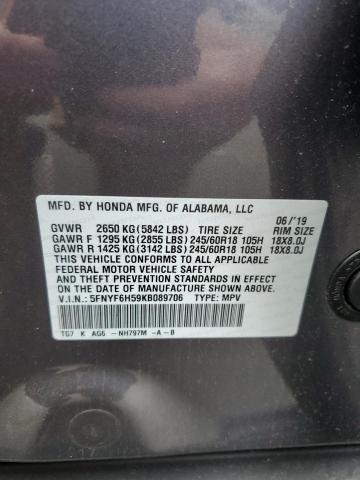 MFD. BY HONDA MFG. OF ALABAMA, LLC
06/'19
GVWR 2650 KG (5842 LBS) TIRE SIZE RIM SIZE
GAWR F 1295 KG (2855 LBS) 245/60R18 105H 18X8.0J
GAWR R 1425 KG (3142 LBS) 245/60R18 105H 18X8.0J
THIS VEHICLE CONFORMS TO ALL APPLICABLE
FEDERAL MOTOR VEHICLE SAFETY AND
THEFT PREVENTION STANDARDS IN EFFECT ON
THE DATE OF MANUFACTURE SHOWN ABOVE.
V.I.N.: 5FNYF6H59KB089706 TYPE: MPV
TG7 K AG6 -NH797M -A-B